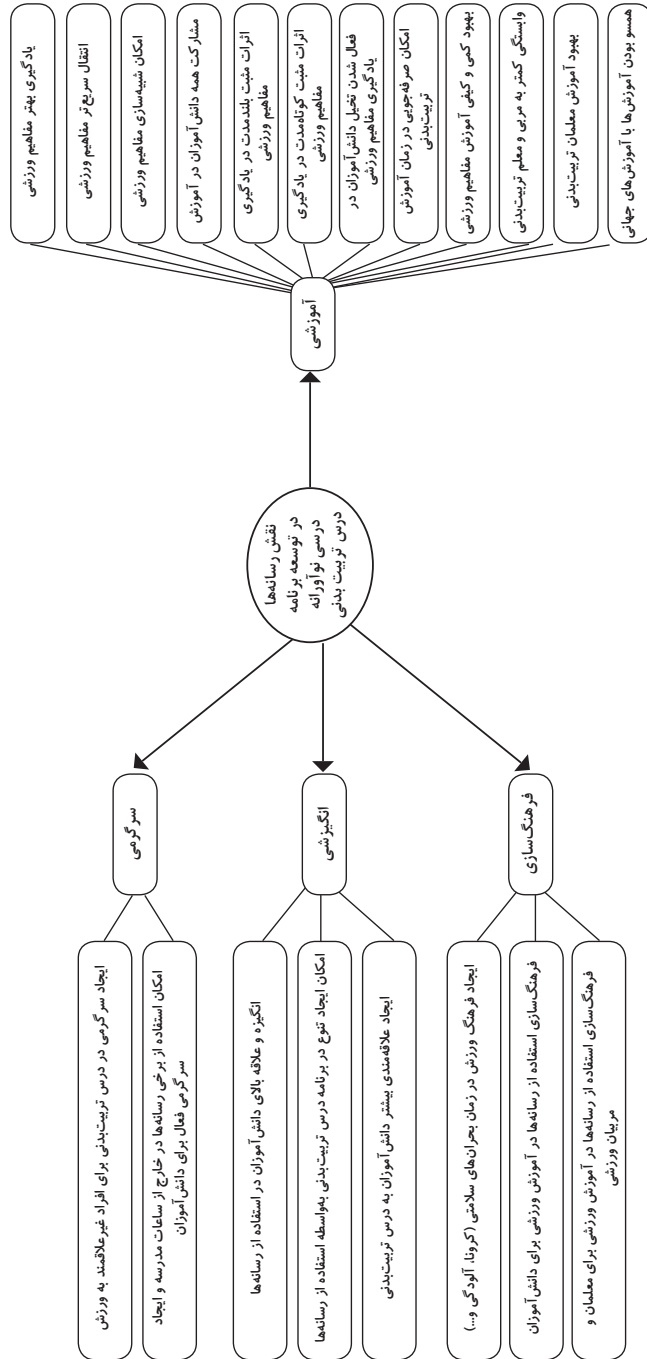 نقش رسانه‌ها
در توسعه برنامه
درسی نوآورانه
درس تربیت بدنی
آموزشی
یادگیری بهتر مفاهیم ورزشی
انتقال سریع‌تر مفاهیم ورزشی
امکان شبیه‌سازی مفاهیم ورزشی
مشارکت همه دانش‌آموزان در آموزش
اثرات مثبت بلندمدت در یادگیری
مفاهیم ورزشی
اثرات مثبت کوتاه‌مدت در یادگیری
مفاهیم ورزشی
فعال شدن تخیل دانش‌آموزان در
یادگیری مفاهیم ورزشی
امکان صرفه‌جویی در زمان آموزش
تربیت‌بدنی
بهبود کمی و کیفی آموزش مفاهیم ورزشی
وابستگی کمتر به مربی و معلم تربیت‌بدنی
بهبود آموزش معلمان تربیت‌بدنی
همسو بودن آموزش‌ها با آموزش‌های جهانی
سرگرمی
ایجاد سرگرمی در درس تربیت‌بدنی برای افراد غیرعلاقمند به ورزش
امکان استفاده از برخی رسانه‌ها در خارج از ساعات مدرسه و ایجاد
سرگرمی فعال برای دانش‌آموزان
انگیزشی
انگیزه و علاقه بالای دانش‌آموزان در استفاده از رسانه‌ها
امکان ایجاد تنوع در برنامه درس تربیت‌بدنی به‌واسطه استفاده از رسانه‌ها
ایجاد علاقه‌مندی بیشتر دانش‌آموزان به درس تربیت‌بدنی
فرهنگ‌سازی
ایجاد فرهنگ ورزش در زمان بحران‌های سلامتی (کرونا، آلودگی و...)
فرهنگ‌سازی استفاده از رسانه‌ها در آموزش ورزشی برای دانش‌آموزان
فرهنگ‌سازی استفاده از رسانه‌ها در آموزش ورزشی برای معلمان و
مربیان ورزشی